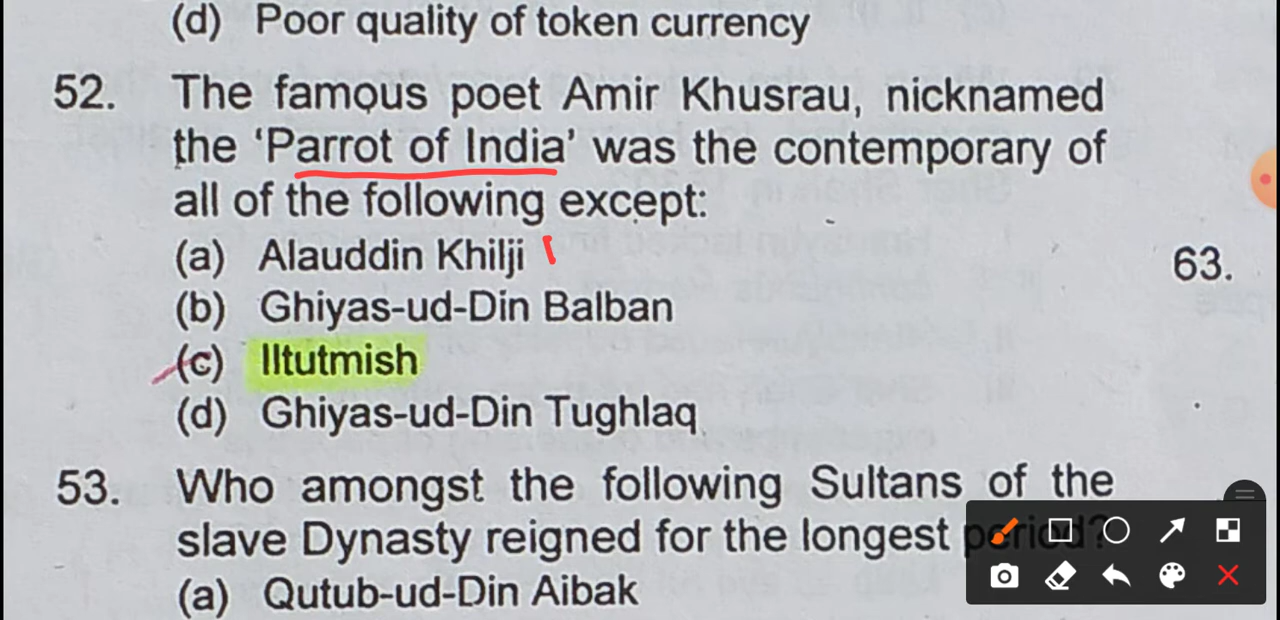 (d) Poor quality of token currency
52. The famous poet Amir Khusrau, nicknamed
the ‘Parrot of India’ was the contemporary of
all of the following except:
(a) Alauddin Khilji
(b) Ghiyas-ud-Din Balban
(c) Iltutmish
(d) Ghiyas-ud-Din Tughlaq
53. Who amongst the following Sultans of the
slave Dynasty reigned for the longest period?
(a) Qutub-ud-Din Aibak
63.